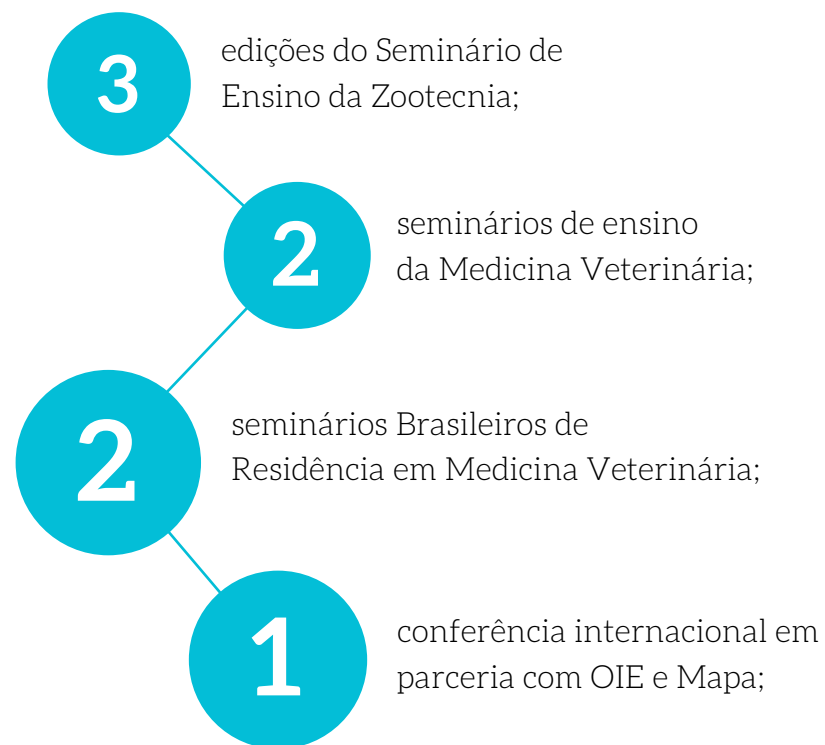 3
edições do Seminário de
Ensino da Zootecnia;
2
seminários de ensino
da Medicina Veterinária;
2
seminários Brasileiros de
Residência em Medicina Veterinária;
1
conferência internacional em
parceria com OIE e Mapa;